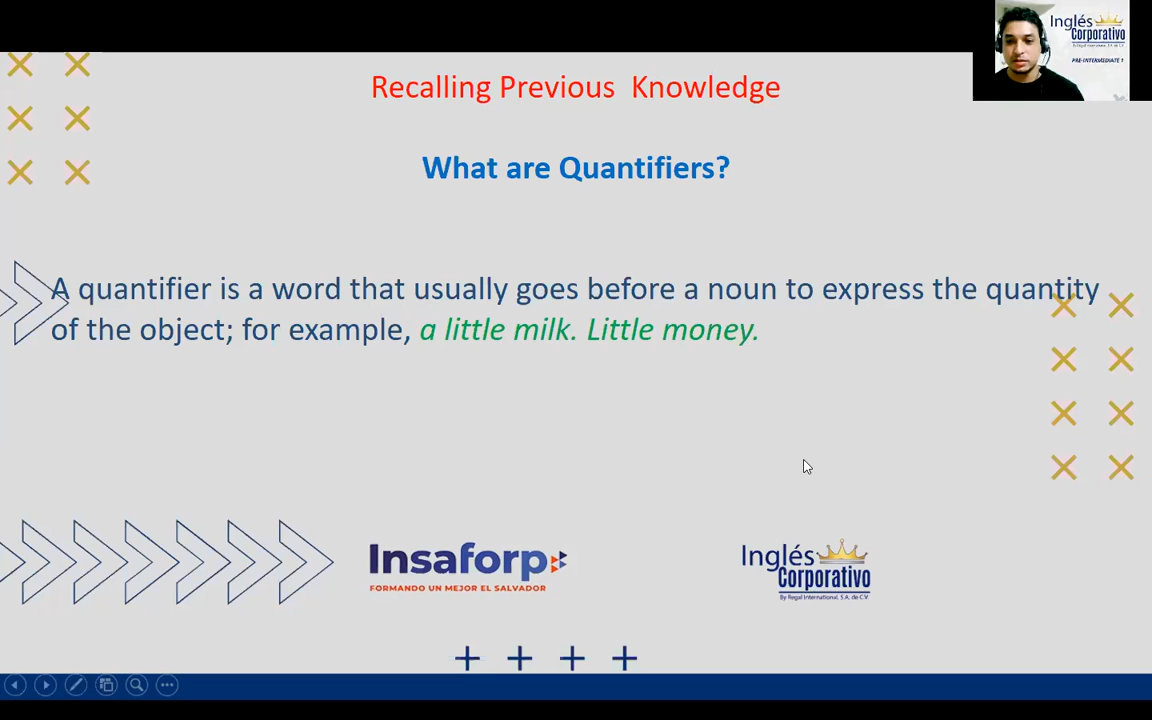 Inglés
Corporativo
PRE-INTERMEDIATE 1
Recalling Previous Knowledge
What are Quantifiers?
A quantifier is a word that usually goes before a noun to express the quantity
of the object; for example, a little milk. Little money.
Insaforp
FORMANDO UN MEJOR EL SALVADOR
Inglés
Corporativo
By Regal International, S.A. de C.V.